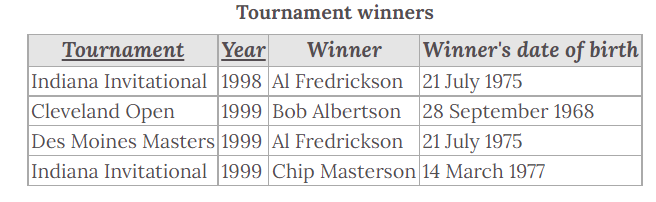 Tournament winners
Tournament Year Winner Winner's date of birth
Indiana Invitational 1998 Al Fredrickson 21 July 1975
Cleveland Open 1999 Bob Albertson 28 September 1968
Des Moines Masters 1999 Al Fredrickson 21 July 1975
Indiana Invitational 1999 Chip Masterson 14 March 1977